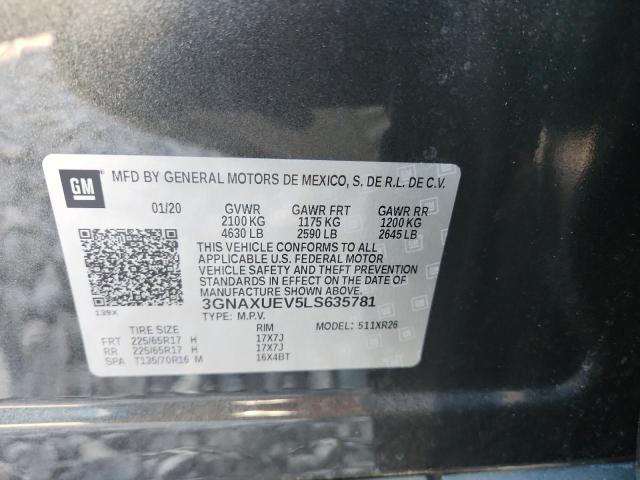 GM
MFD BY GENERAL MOTORS DE MEXICO, S. DE R.L. DE C.V.
01/20 GVWR GAWR FRT GAWR RR
2100 KG 1175 KG 1200 KG
4630 LB 2590 LB 2645 LB
THIS VEHICLE CONFORMS TO ALL
APPLICABLE U.S. FEDERAL MOTOR
VEHICLE SAFETY AND THEFT PREVENTION
STANDARDS IN EFFECT ON THE DATE OF
MANUFACTURE SHOWN ABOVE.
139X
3GNAXUEV5LS635781
TYPE: M.P.V. MODEL: 511XR26
TIRE SIZE RIM
FRT 225/65R17 H 17X7J
RR 225/65R17 H 17X7J
SPA T135/70R16 M 16X4BT